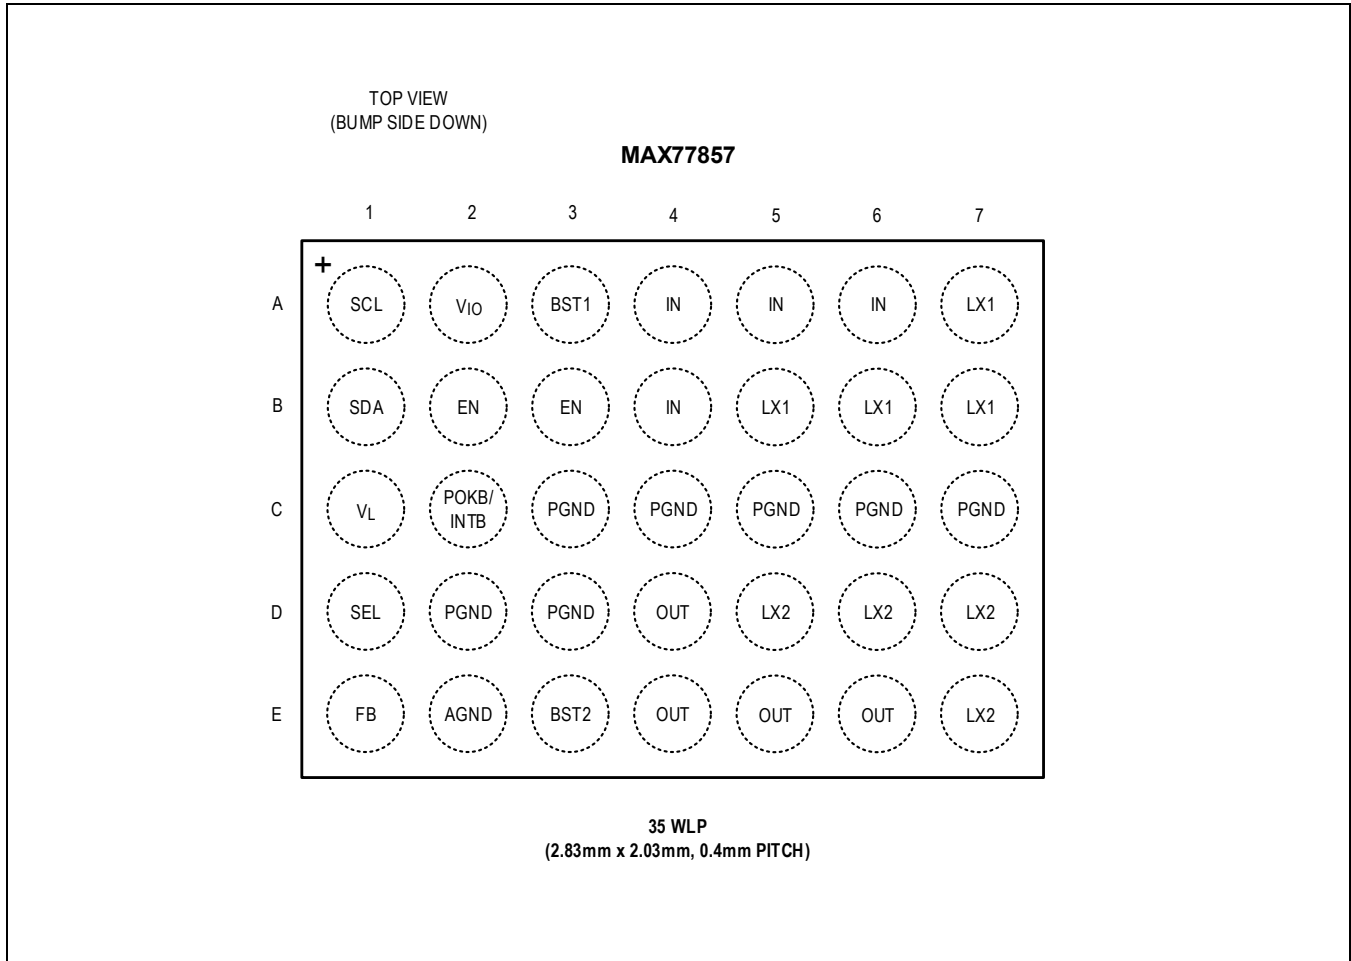 TOP VIEW
(BUMP SIDE DOWN)
MAX77857
1 2 3 4 5 6 7
+
A SCL VIO BST1 IN IN IN LX1
B SDA EN EN IN LX1 LX1 LX1
C VL POKB/ INTB PGND PGND PGND PGND PGND
D SEL PGND PGND OUT LX2 LX2 LX2
E FB AGND BST2 OUT OUT OUT LX2
35 WLP
(2.83mm x 2.03mm, 0.4mm PITCH)